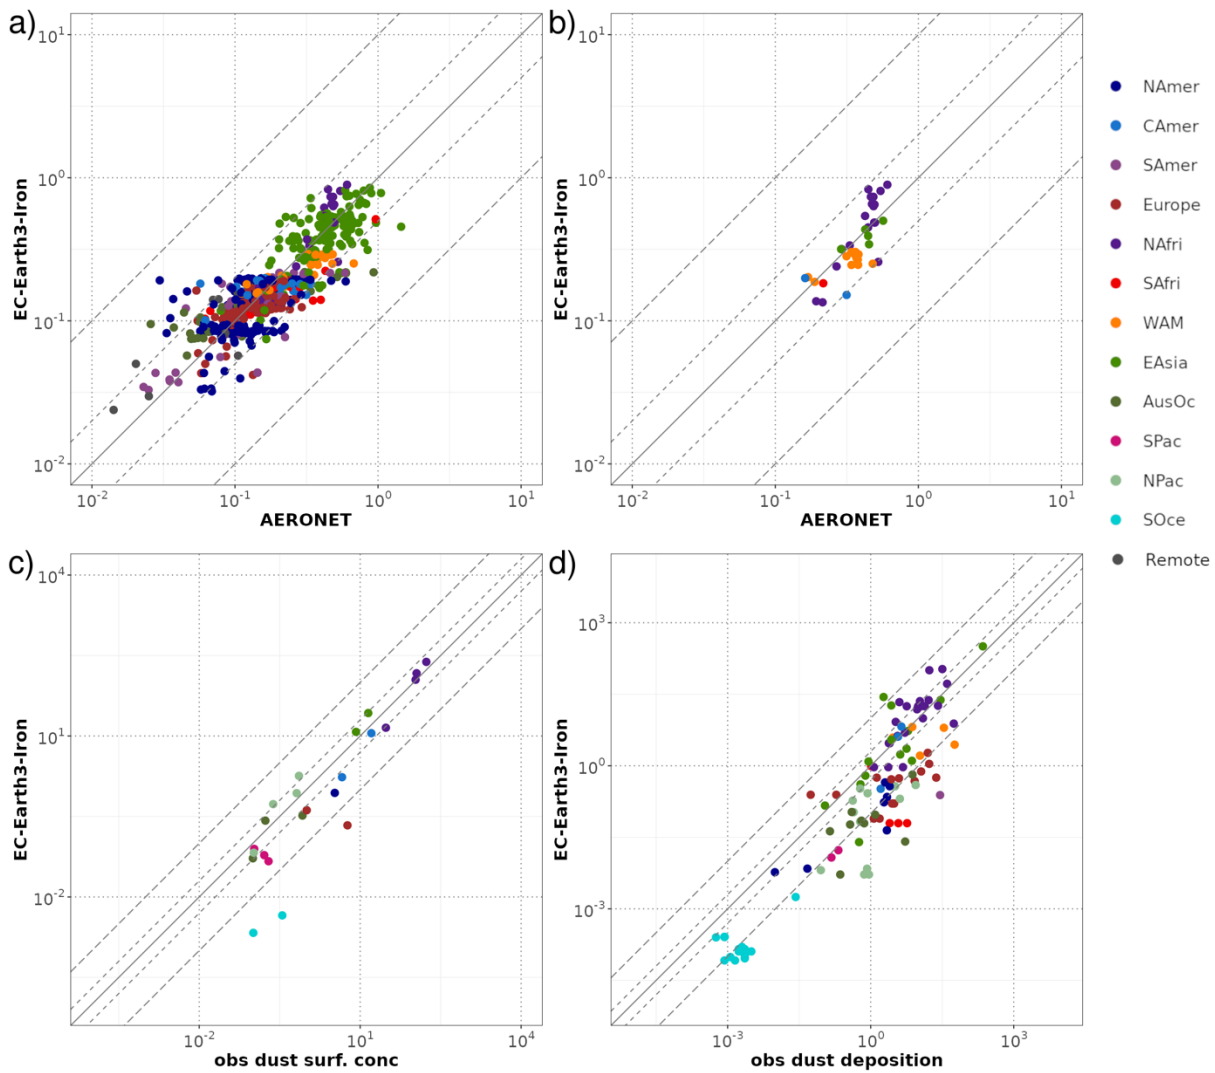 a)
10¹
10⁰
10⁻¹
10⁻²
EC-Earth3-Iron
10⁻² 10⁻¹ 10⁰ 10¹
AERONET
b)
10¹
10⁰
10⁻¹
10⁻²
EC-Earth3-Iron
10⁻² 10⁻¹ 10⁰ 10¹
AERONET
NAmer
CAmer
SAmer
Europe
NAfri
SAfri
WAM
EAsia
AusOc
SPac
NPac
SOce
Remote
c)
10⁴
10¹
10⁻²
EC-Earth3-Iron
10⁻² 10¹ 10⁴
obs dust surf. conc
d)
10³
10⁰
10⁻³
EC-Earth3-Iron
10⁻³ 10⁰ 10³
obs dust deposition